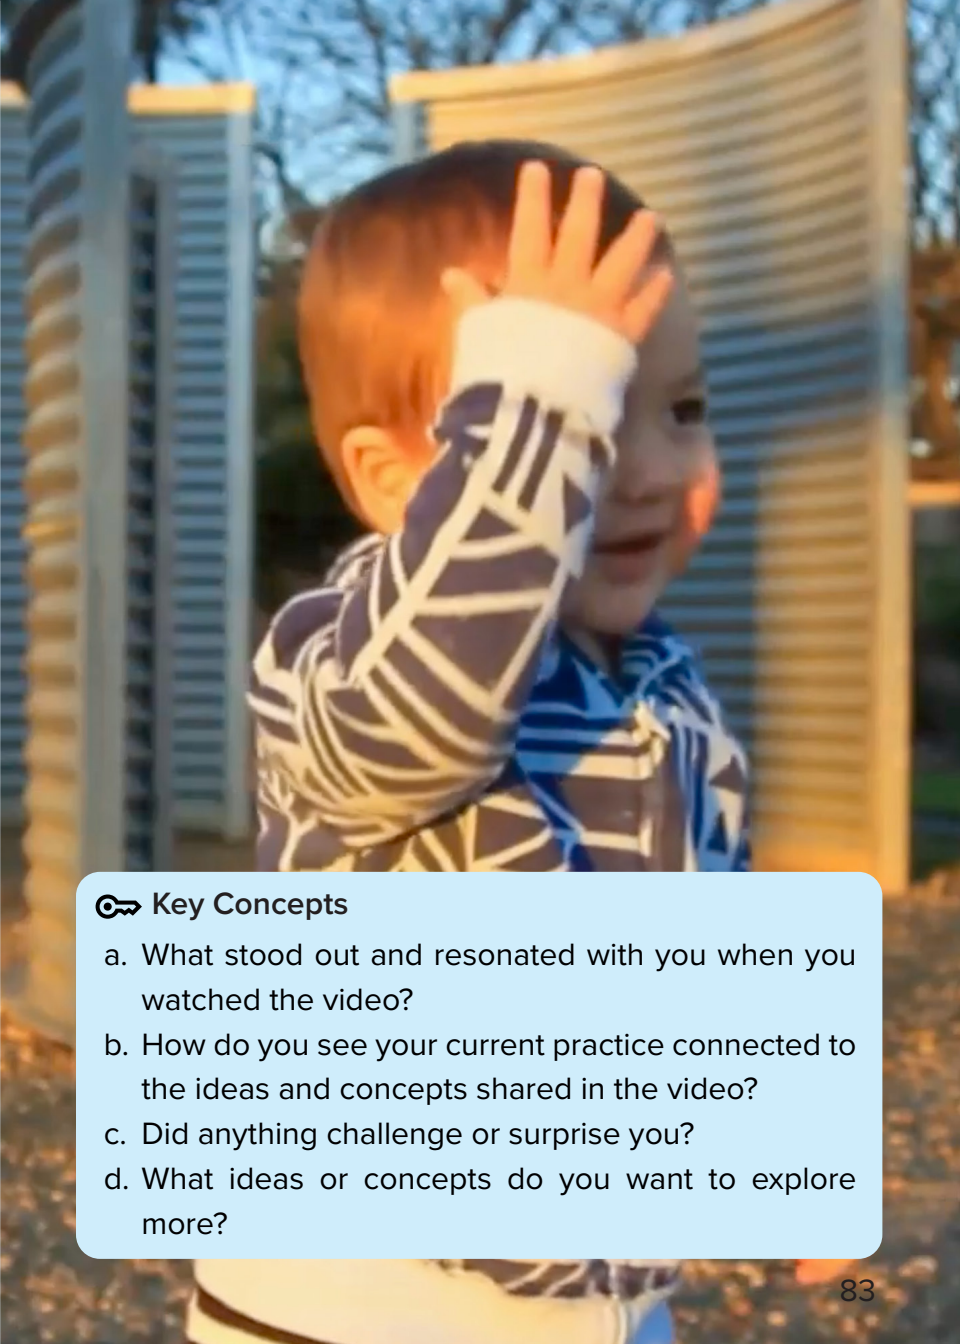 Key Concepts
a. What stood out and resonated with you when you
watched the video?
b. How do you see your current practice connected to
the ideas and concepts shared in the video?
c. Did anything challenge or surprise you?
d. What ideas or concepts do you want to explore
more?
83